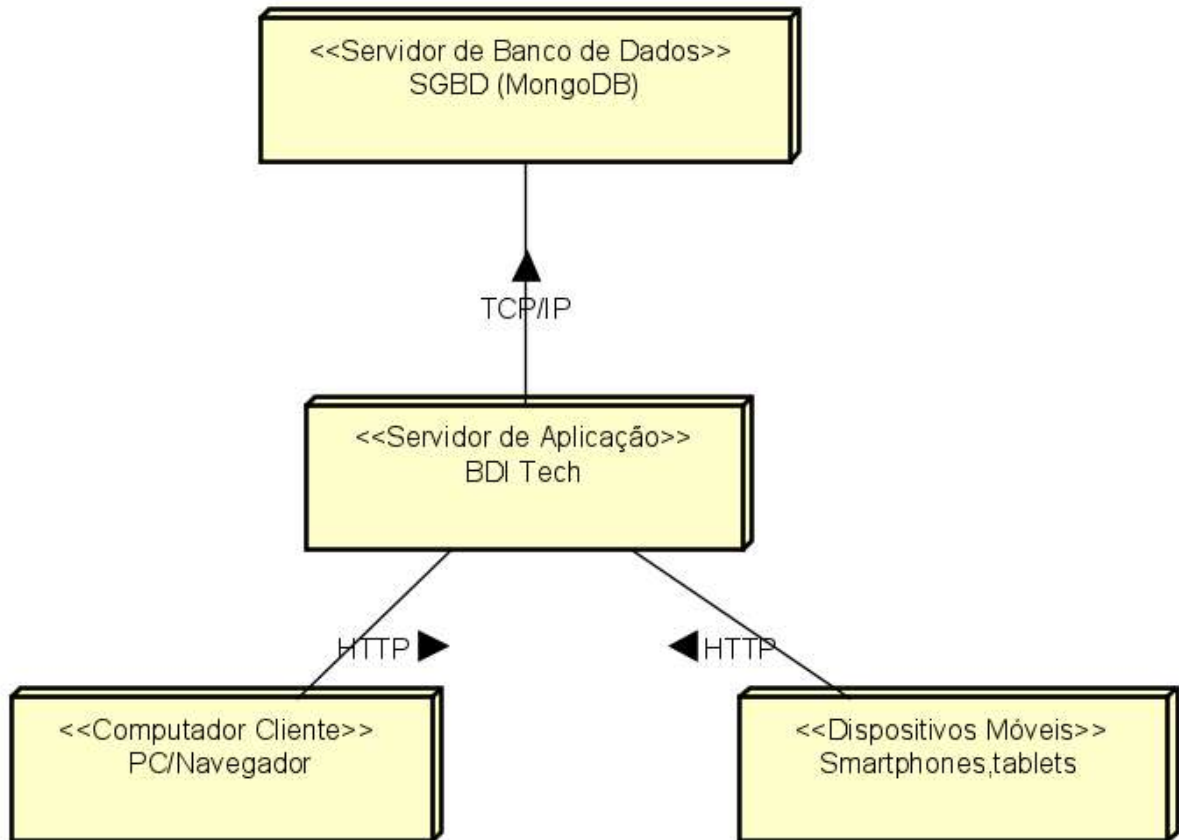 <<Servidor de Banco de Dados>>
SGBD (MongoDB)
TCP/IP
<<Servidor de Aplicação>>
BDI Tech
HTTP
HTTP
<<Computador Cliente>>
PC/Navegador
<<Dispositivos Móveis>>
Smartphones,tablets